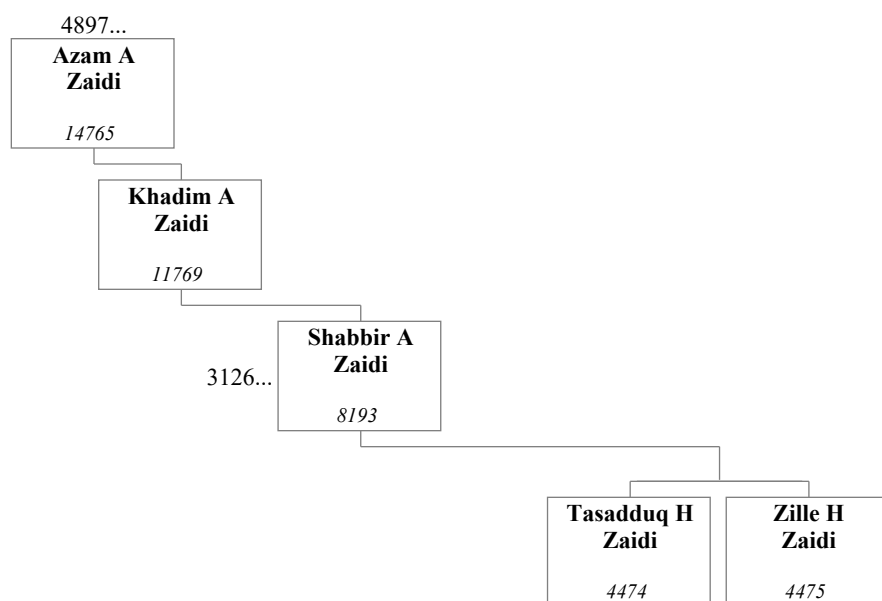 4897...
Azam A
Zaidi
14765
Khadim A
Zaidi
11769
Shabbir A
Zaidi
3126...
8193
Tasadduq H
Zaidi
4474
Zille H
Zaidi
4475